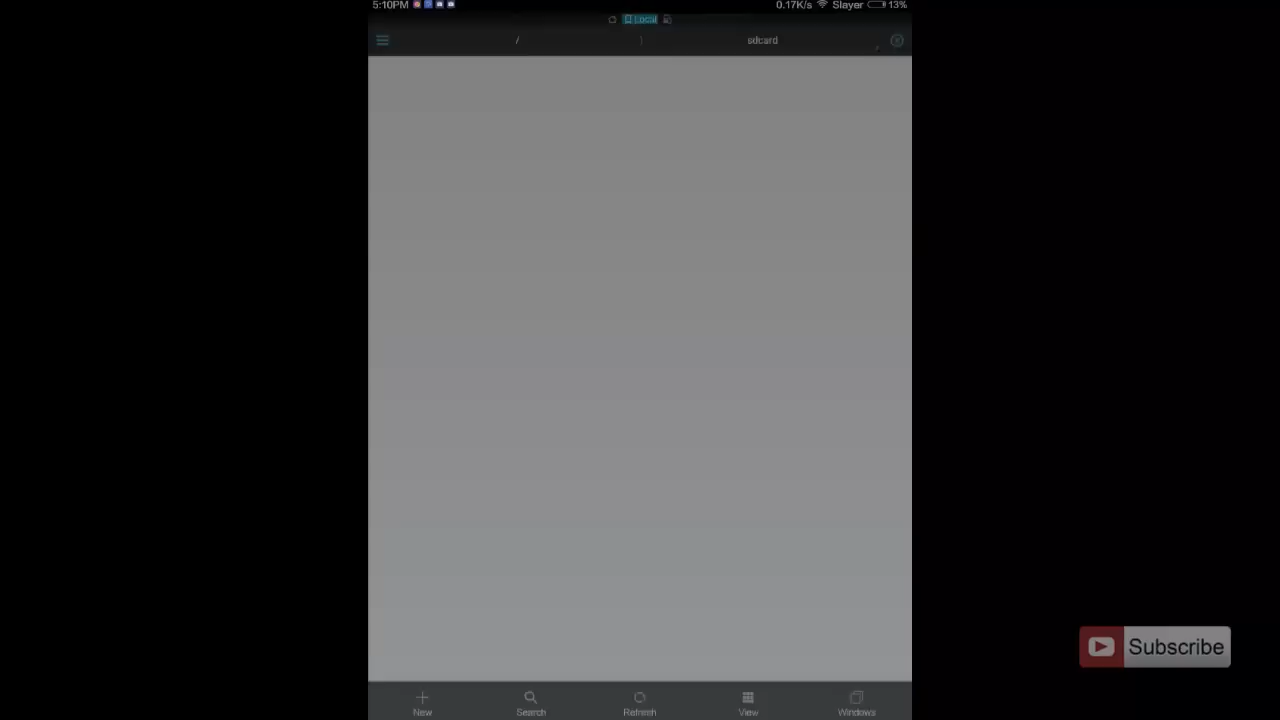 5:10PM 0.17K/s Slayer 13%
Local
/ sdcard
Subscribe
New Search Refresh View Windows